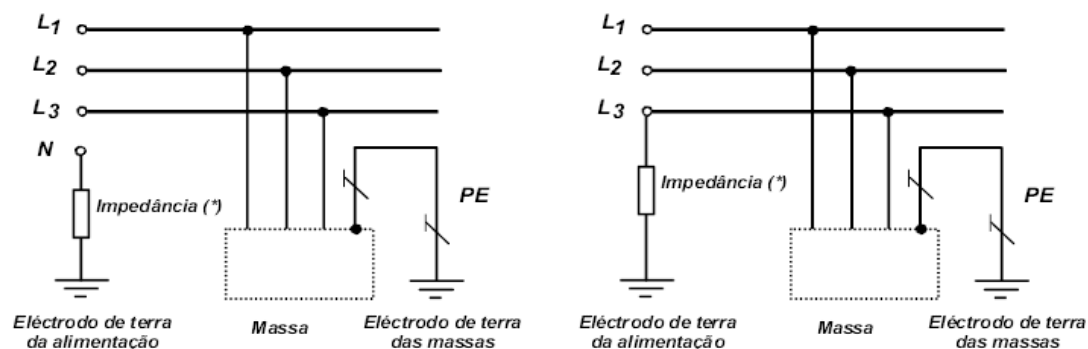 L1
L2
L3
N
Impedância (*)
PE
Eléctrodo de terra
da alimentação
Massa
Eléctrodo de terra
das massas
L1
L2
L3
Impedância (*)
PE
Eléctrodo de terra
da alimentação
Massa
Eléctrodo de terra
das massas